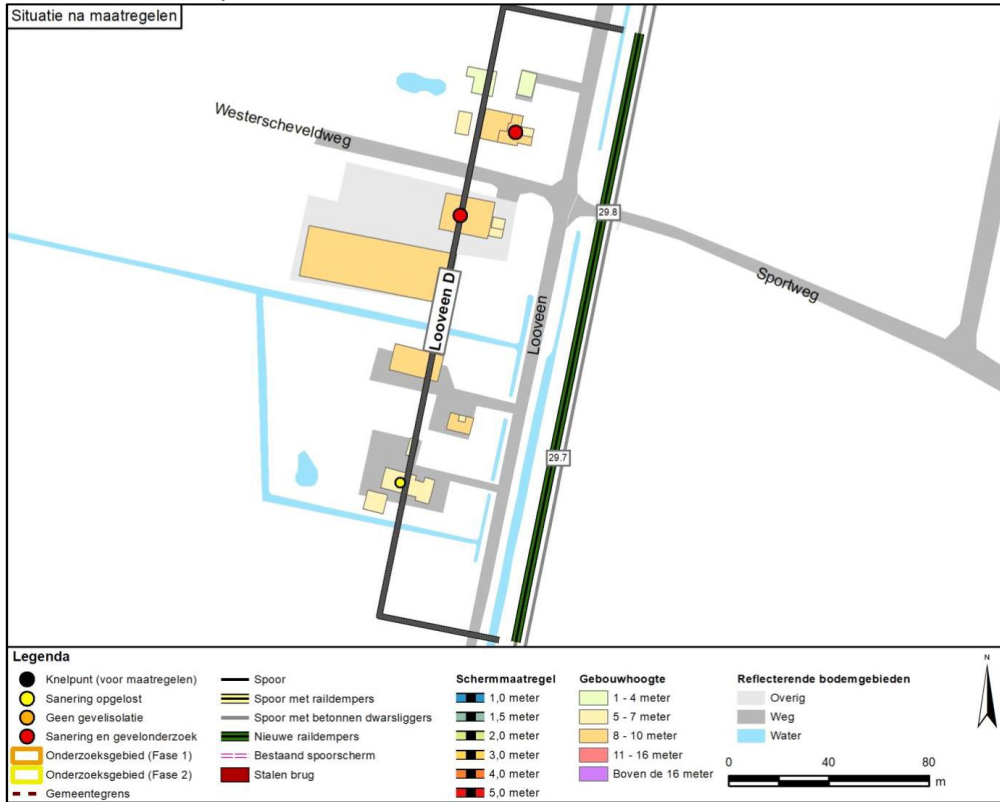 Situatie na maatregelen
Westerscheveldweg
29.8
Sportweg
Looveen D
Looveen
29.7
Legenda
Knelpunt (voor maatregelen)
Sanering opgelost
Geen gevelisolatie
Sanering en gevelonderzoek
Onderzoeksgebied (Fase 1)
Onderzoeksgebied (Fase 2)
Gemeentegrens
Spoor
Spoor met raildempers
Spoor met betonnen dwarsliggers
Nieuwe raildempers
Bestaand spoorscherm
Stalen brug
Schermmaatregel
1,0 meter
1,5 meter
2,0 meter
3,0 meter
4,0 meter
5,0 meter
Gebouwhoogte
1 - 4 meter
5 - 7 meter
8 - 10 meter
11 - 16 meter
Boven de 16 meter
Reflecterende bodemgebieden
Overig
Weg
Water
N
0 40 80
m